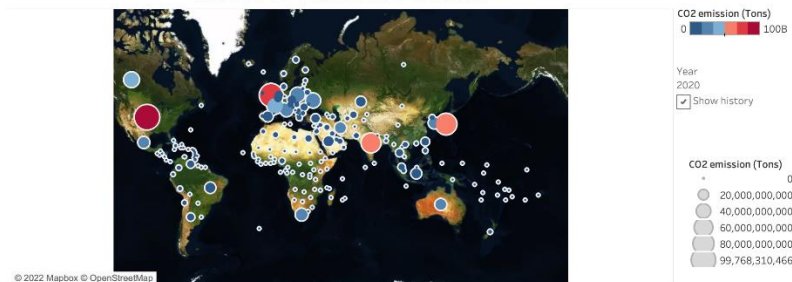 CO2 emission (Tons)
0 100B
Year
2020
✓ Show history
CO2 emission (Tons)
0
20,000,000,000
40,000,000,000
60,000,000,000
80,000,000,000
99,768,310,466
© 2022 Mapbox © OpenStreetMap